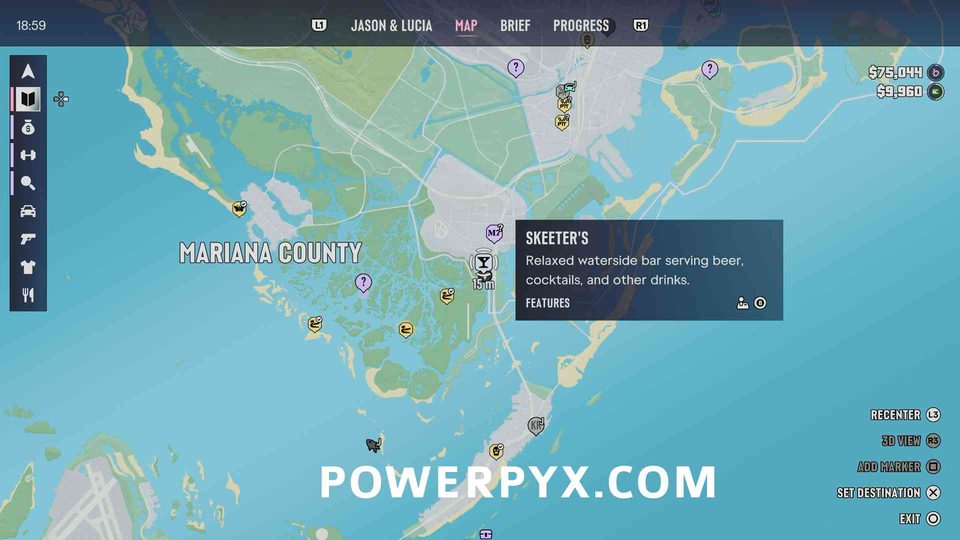 18:59
L1
JASON & LUCIA
MAP
BRIEF
PROGRESS
R1
$75,044
$9,960
MARIANA COUNTY
M7
15 m
SKEETER'S
Relaxed waterside bar serving beer,
cocktails, and other drinks.
FEATURES
RECENTER L3
3D VIEW R3
ADD MARKER
SET DESTINATION
EXIT
POWERPYX.COM